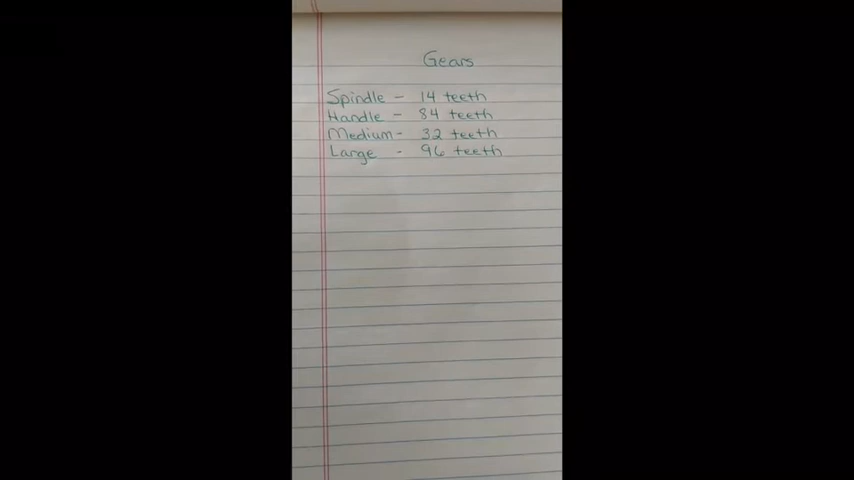 Gears
Spindle - 14 teeth
Handle - 84 teeth
Medium - 32 teeth
Large - 96 teeth